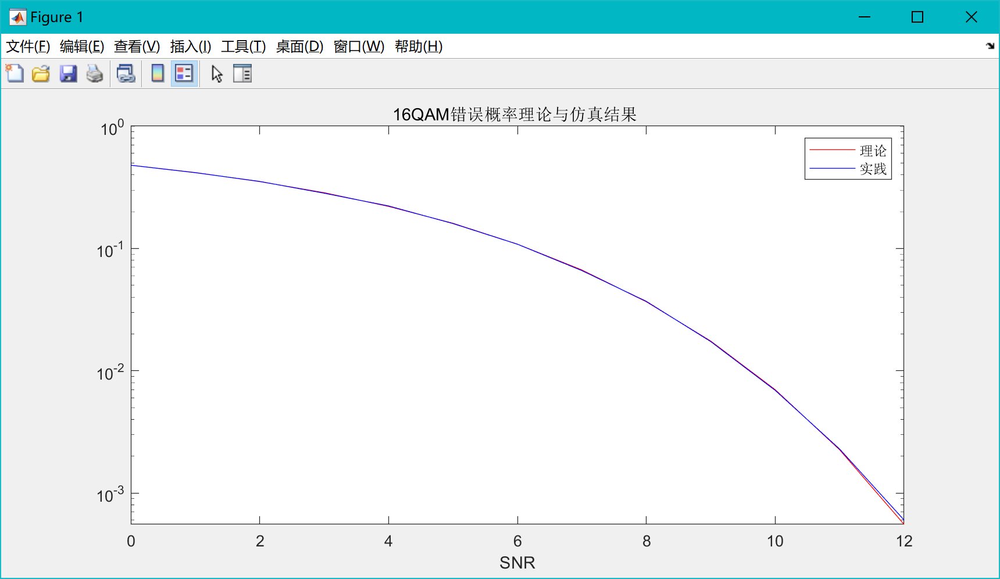 Figure 1
文件(F) 编辑(E) 查看(V) 插入(I) 工具(T) 桌面(D) 窗口(W) 帮助(H)
16QAM错误概率理论与仿真结果
理论
实践
10^0
10^-1
10^-2
10^-3
0 2 4 6 8 10 12
SNR